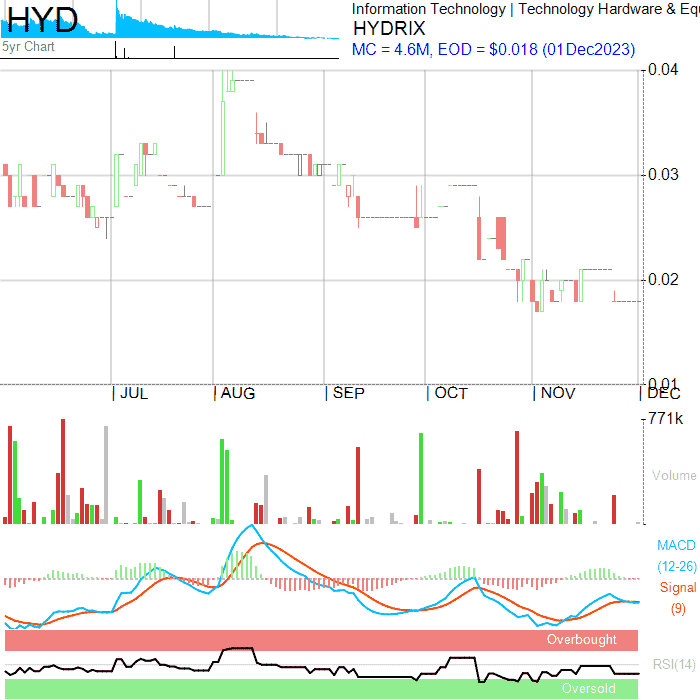 HYD
Information Technology | Technology Hardware & Equ
HYDRIX
5yr Chart
MC = 4.6M, EOD = $0.018 (01Dec2023)
0.04
0.03
0.02
0.01
| JUL
| AUG
| SEP
| OCT
| NOV
| DEC
771k
Volume
MACD
(12-26)
Signal
(9)
Overbought
RSI(14)
Oversold